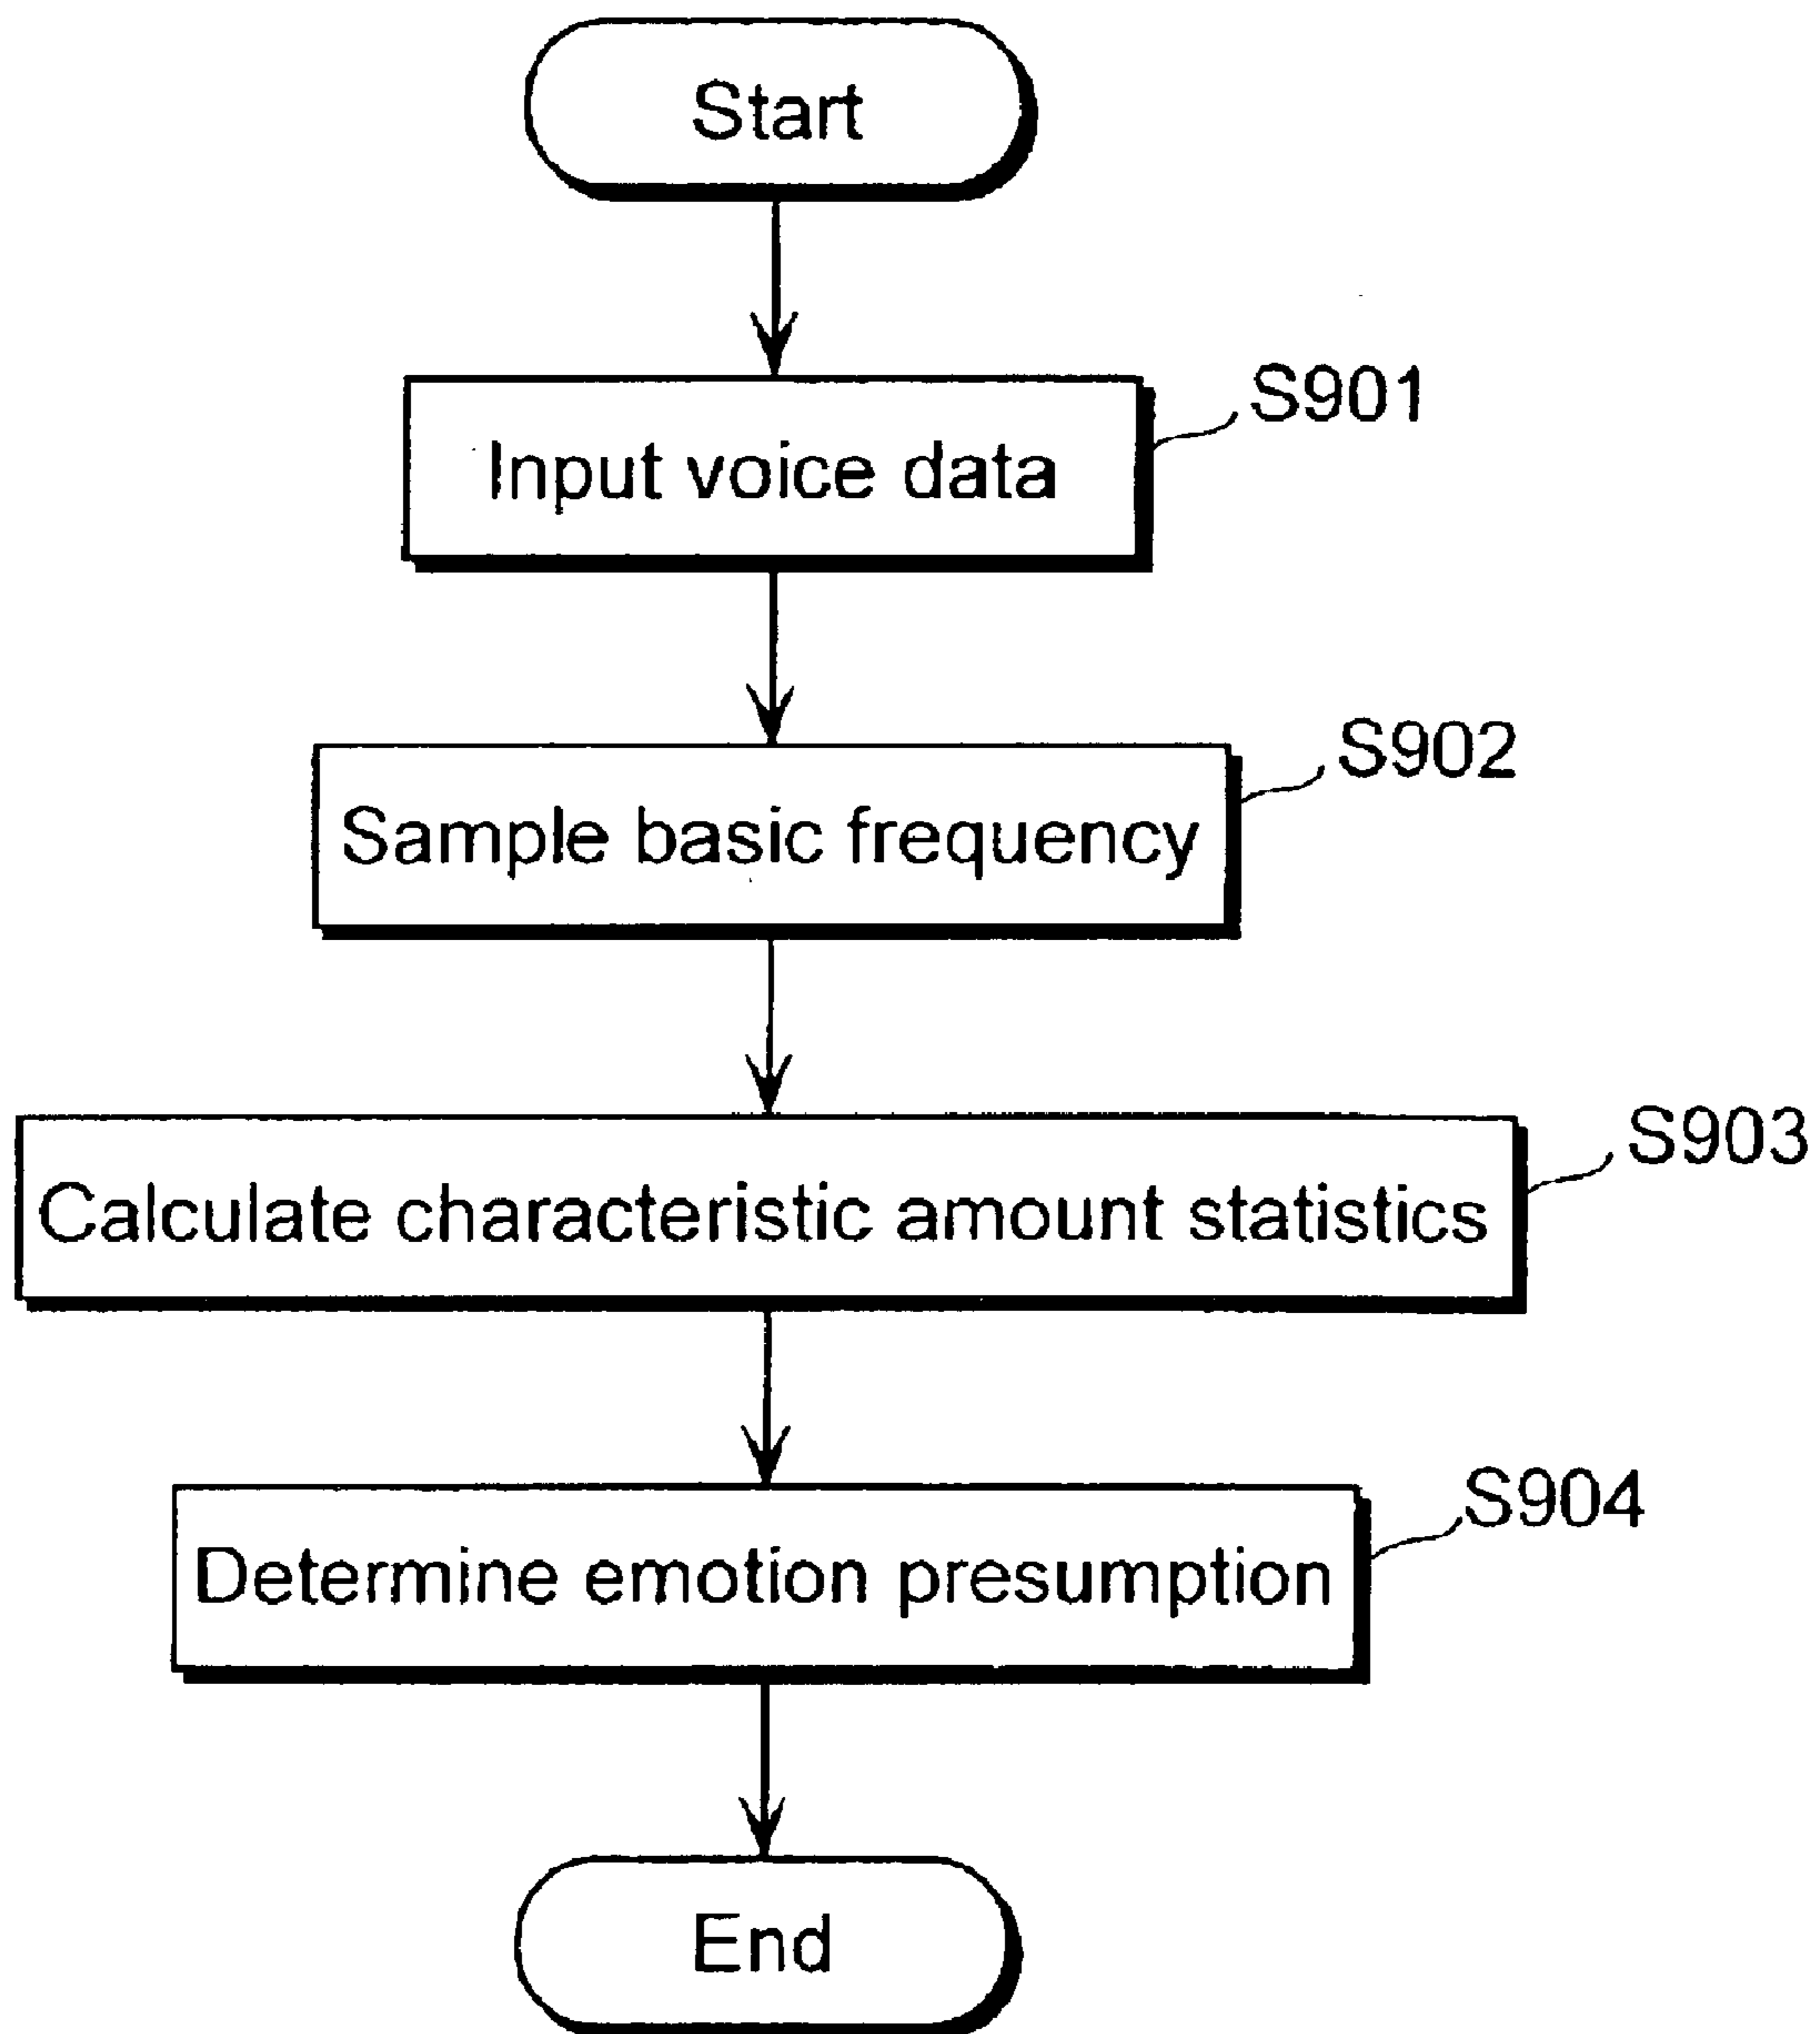 Start
S901
Input voice data
S902
Sample basic frequency
S903
Calculate characteristic amount statistics
S904
Determine emotion presumption
End